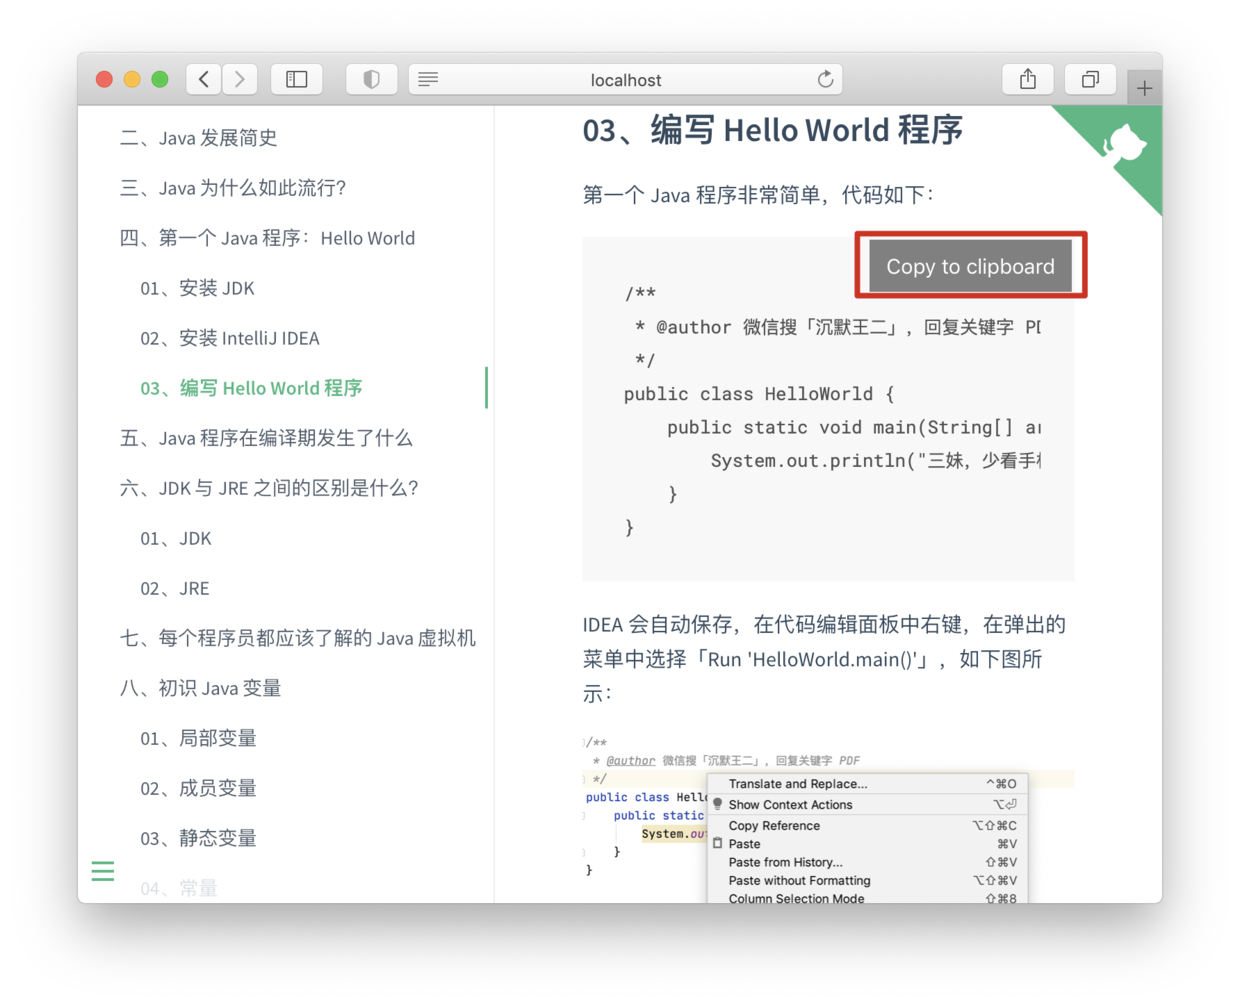 localhost
二、Java 发展简史
三、Java 为什么如此流行？
四、第一个 Java 程序：Hello World
01、安装 JDK
02、安装 IntelliJ IDEA
03、编写 Hello World 程序
五、Java 程序在编译期发生了什么
六、JDK 与 JRE 之间的区别是什么？
01、JDK
02、JRE
七、每个程序员都应该了解的 Java 虚拟机
八、初识 Java 变量
01、局部变量
02、成员变量
03、静态变量
04、常量
03、编写 Hello World 程序
第一个 Java 程序非常简单，代码如下：
Copy to clipboard
/**
* @author 微信搜「沉默王二」，回复关键字
*/
public class HelloWorld {
public static void main(String[]
System.out.println("三妹，少看手
}
}
IDEA 会自动保存，在代码编辑面板中右键，在弹出的
菜单中选择「Run 'HelloWorld.main()'」，如下图所
示：
/**
* @author 微信搜「沉默王二」，回复关键字 PDF
*/
public class Hell
public static
System.ou
}
}
Translate and Replace... ^⌘O
Show Context Actions ⌥⏎
Copy Reference ⌥⇧⌘C
Paste ⌘V
Paste from History... ⇧⌘V
Paste without Formatting ⌥⇧⌘V
Column Selection Mode ⇧⌘8